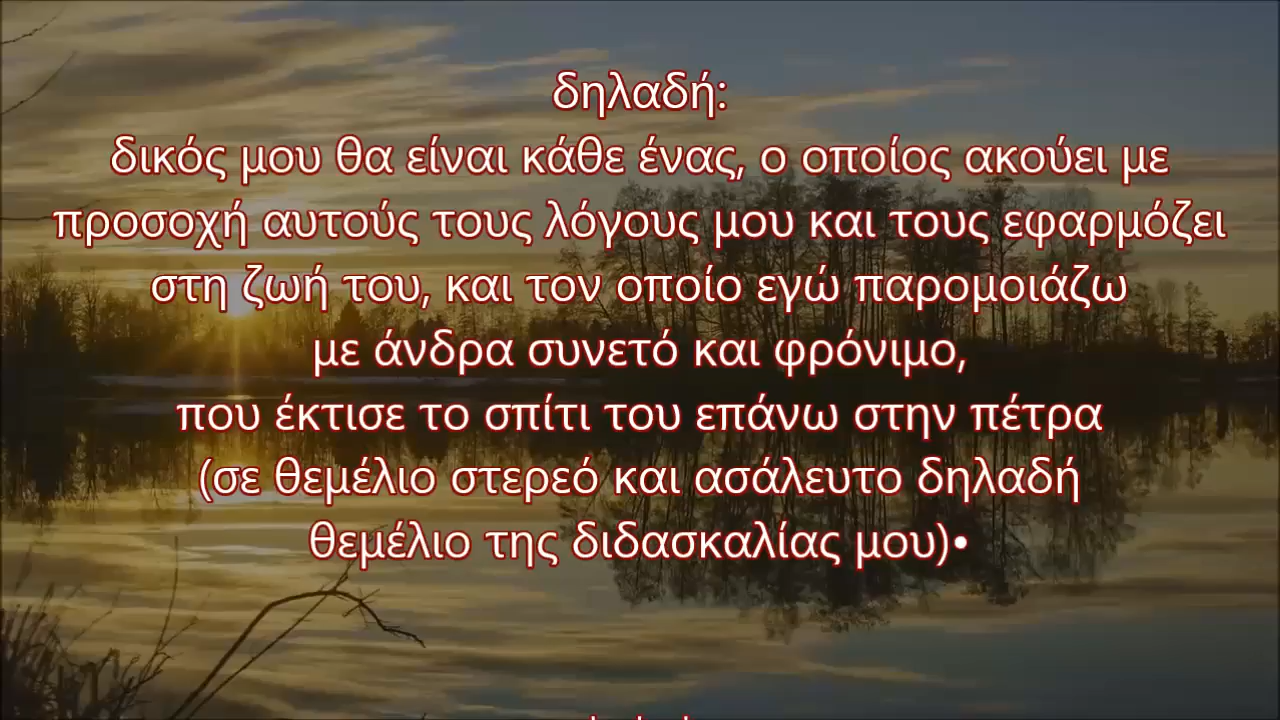 δηλαδή:
δικός μου θα είναι κάθε ένας, ο οποίος ακούει με
προσοχή αυτούς τους λόγους μου και τους εφαρμόζει
στη ζωή του, και τον οποίο εγώ παρομοιάζω
με άνδρα συνετό και φρόνιμο,
που έκτισε το σπίτι του επάνω στην πέτρα
(σε θεμέλιο στερεό και ασάλευτο δηλαδή
θεμέλιο της διδασκαλίας μου)•